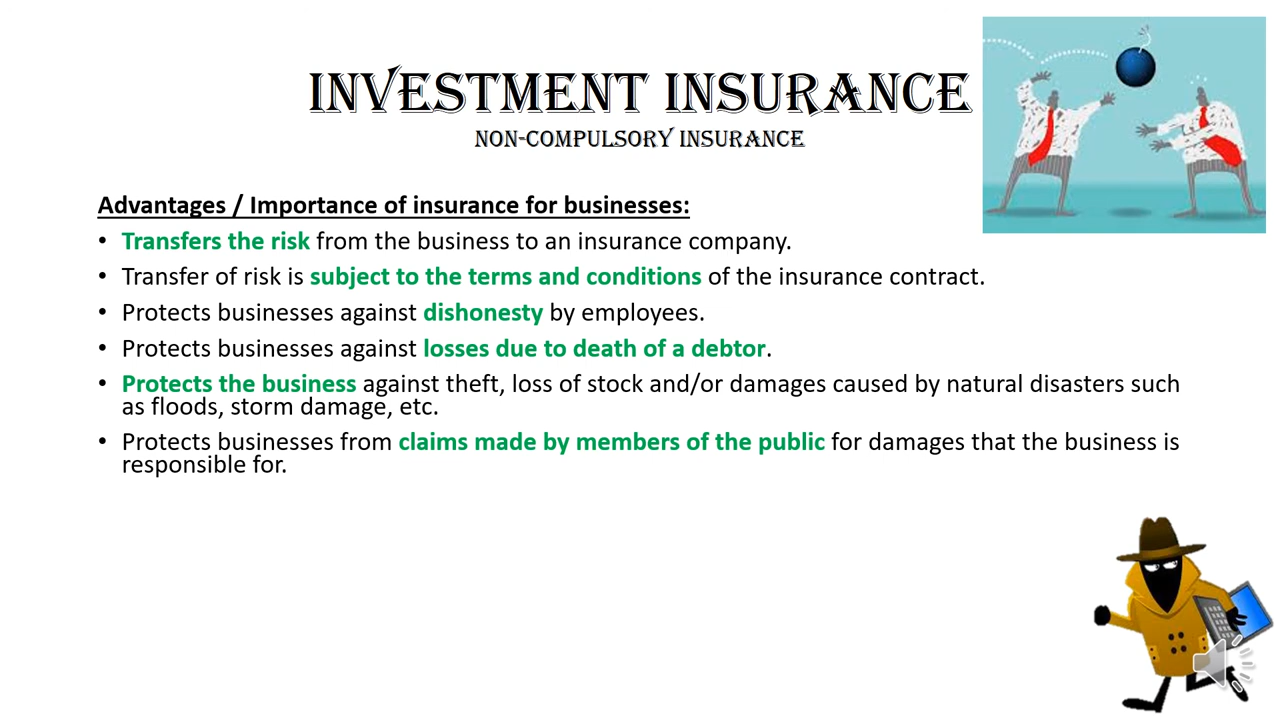 INVESTMENT INSURANCE
NON-COMPULSORY INSURANCE
Advantages / Importance of insurance for businesses:
• Transfers the risk from the business to an insurance company.
• Transfer of risk is subject to the terms and conditions of the insurance contract.
• Protects businesses against dishonesty by employees.
• Protects businesses against losses due to death of a debtor.
• Protects the business against theft, loss of stock and/or damages caused by natural disasters such
as floods, storm damage, etc.
• Protects businesses from claims made by members of the public for damages that the business is
responsible for.